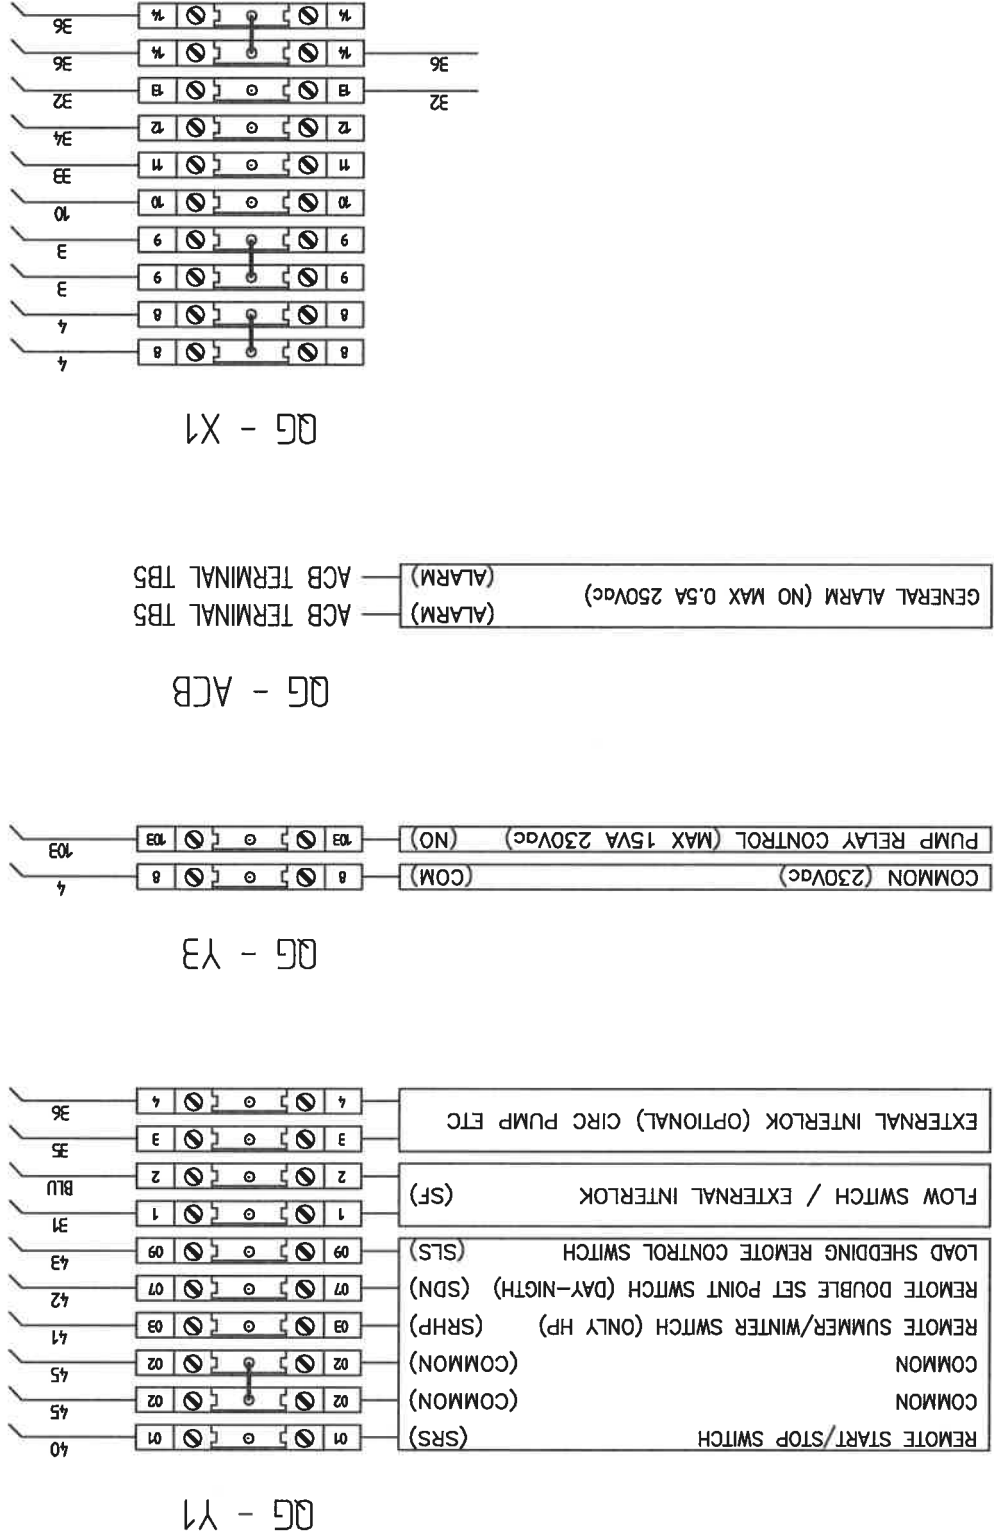 QG - Y1
REMOTE START/STOP SWITCH (SRS) 01 01 40
COMMON (COMMON) 02 02 45
COMMON (COMMON) 02 02 45
REMOTE SUMMER/WINTER SWITCH (ONLY HP) (SRHP) 03 03 41
REMOTE DOUBLE SET POINT SWITCH (DAY-NIGTH) (SDN) 07 07 42
LOAD SHEDDING REMOTE CONTROL SWITCH (SLS) 09 09 43
FLOW SWITCH / EXTERNAL INTERLOK (SF) 1 1 31
2 2 BLU
EXTERNAL INTERLOK (OPTIONAL) CIRC PUMP ETC 3 3 35
4 4 36
QG - Y3
COMMON (230Vac) (COM) 8 8 4
PUMP RELAY CONTROL (MAX 15VA 230Vac) (NO) 103 103 103
QG - ACB
GENERAL ALARM (NO MAX 0.5A 250Vac) (ALARM) ACB TERMINAL TB5
(ALARM) ACB TERMINAL TB5
QG - X1
8 8 4
8 8 4
9 9 3
9 9 3
10 10 10
11 11 33
12 12 34
32 13 13 32
36 14 14 36
14 14 36